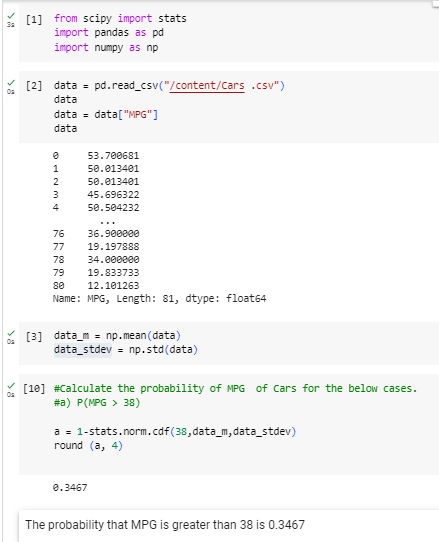 [1] from scipy import stats
3s
import pandas as pd
import numpy as np
[2] data = pd.read_csv("/content/Cars .csv")
0s
data
data = data["MPG"]
data
0 53.700681
1 50.013401
2 50.013401
3 45.696322
4 50.504232
...
76 36.900000
77 19.197888
78 34.000000
79 19.833733
80 12.101263
Name: MPG, Length: 81, dtype: float64
[3] data_m = np.mean(data)
0s
data_stdev = np.std(data)
[10] #Calculate the probability of MPG of Cars for the below cases.
0s
#a) P(MPG > 38)
a = 1-stats.norm.cdf(38,data_m,data_stdev)
round (a, 4)
0.3467
The probability that MPG is greater than 38 is 0.3467